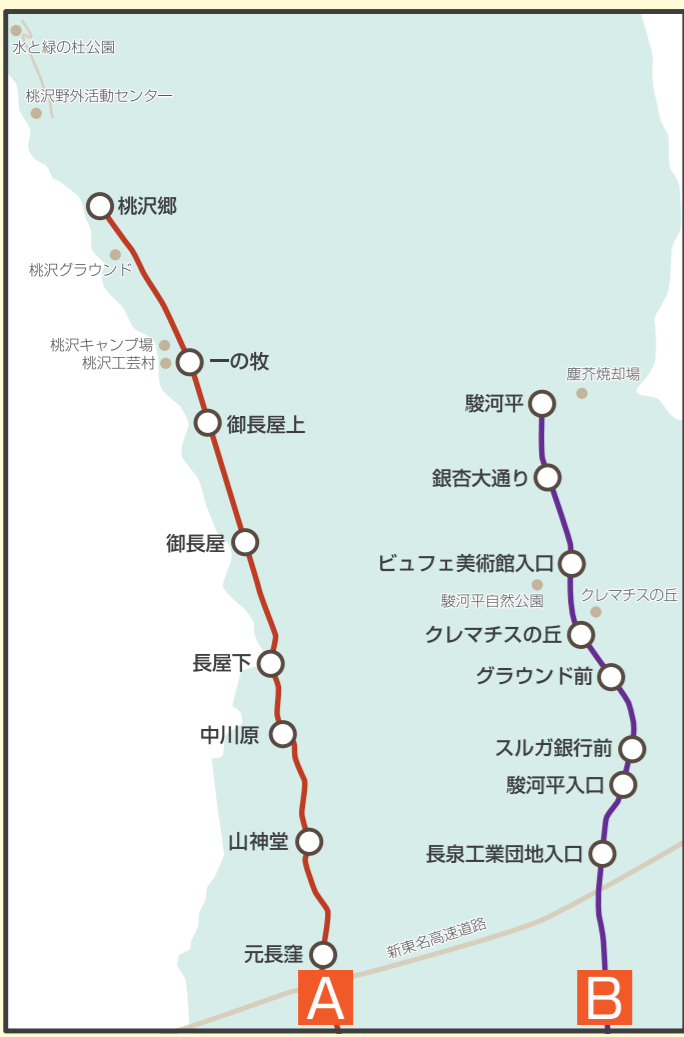 水と緑の杜公園
桃沢野外活動センター
桃沢郷
桃沢グラウンド
桃沢キャンプ場
桃沢工芸村
一の牧
塵芥焼却場
駿河平
御長屋上
銀杏大通り
御長屋
ビュフェ美術館入口
駿河平自然公園
クレマチスの丘
クレマチスの丘
長屋下
グラウンド前
中川原
スルガ銀行前
駿河平入口
山神堂
長泉工業団地入口
新東名高速道路
元長窪
A
B